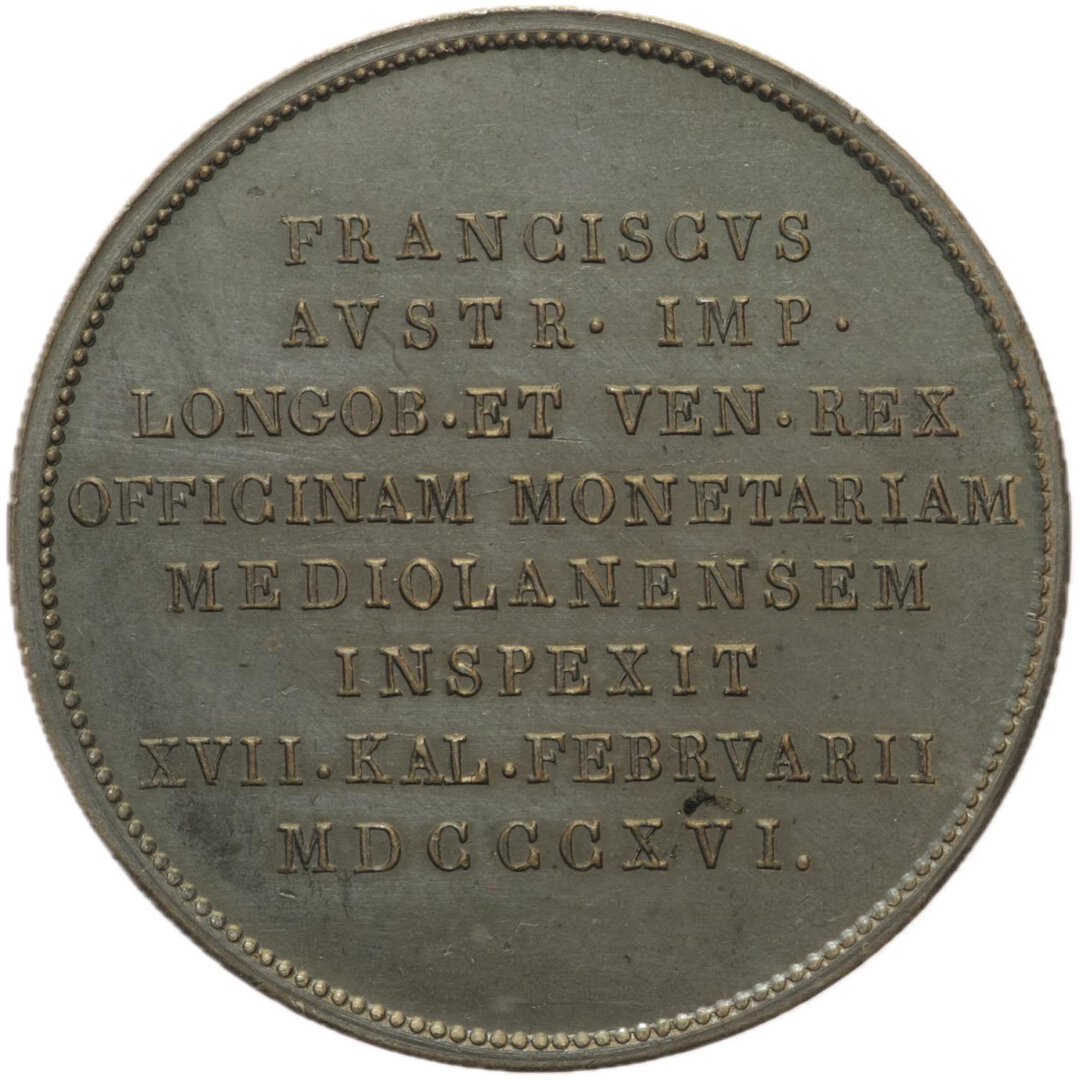 FRANCISCVS
AVSTR· IMP·
LONGOB·ET VEN·REX
OFFICINAM MONETARIAM
MEDIOLANENSEM
INSPEXIT
XVII·KAL·FEBRVARII
MDCCCXVI.